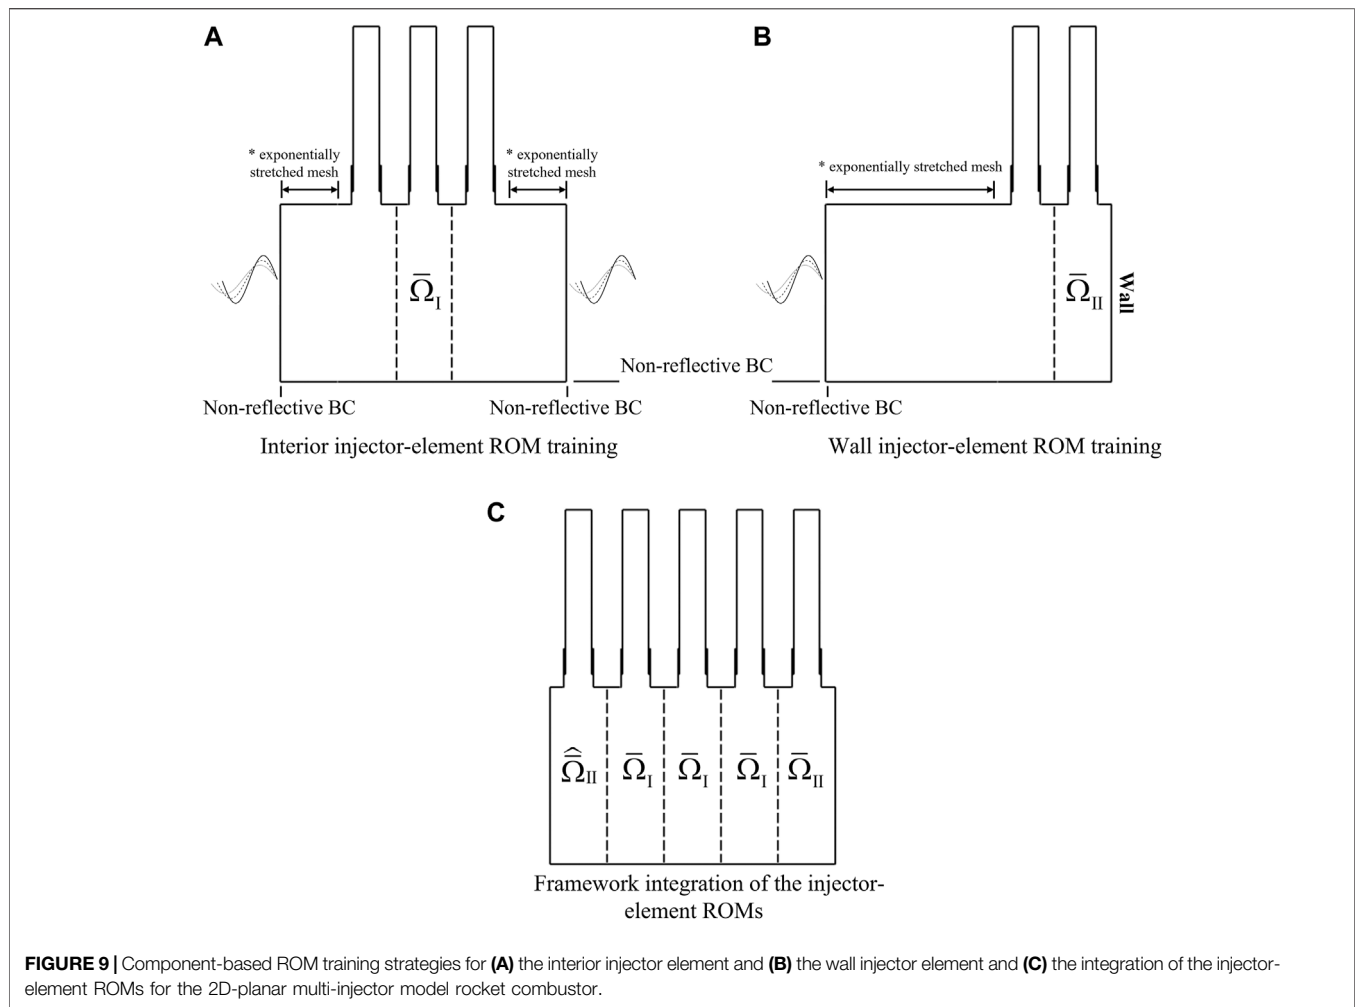 A
B
* exponentially
stretched mesh
* exponentially
stretched mesh
* exponentially stretched mesh
Ω̄I
Ω̄II
Wall
Non-reflective BC
Non-reflective BC
Non-reflective BC
Non-reflective BC
Interior injector-element ROM training
Wall injector-element ROM training
C
Ω̄̂II
Ω̄I
Ω̄I
Ω̄I
Ω̄II
Framework integration of the injector-
element ROMs
FIGURE 9 | Component-based ROM training strategies for (A) the interior injector element and (B) the wall injector element and (C) the integration of the injector-
element ROMs for the 2D-planar multi-injector model rocket combustor.